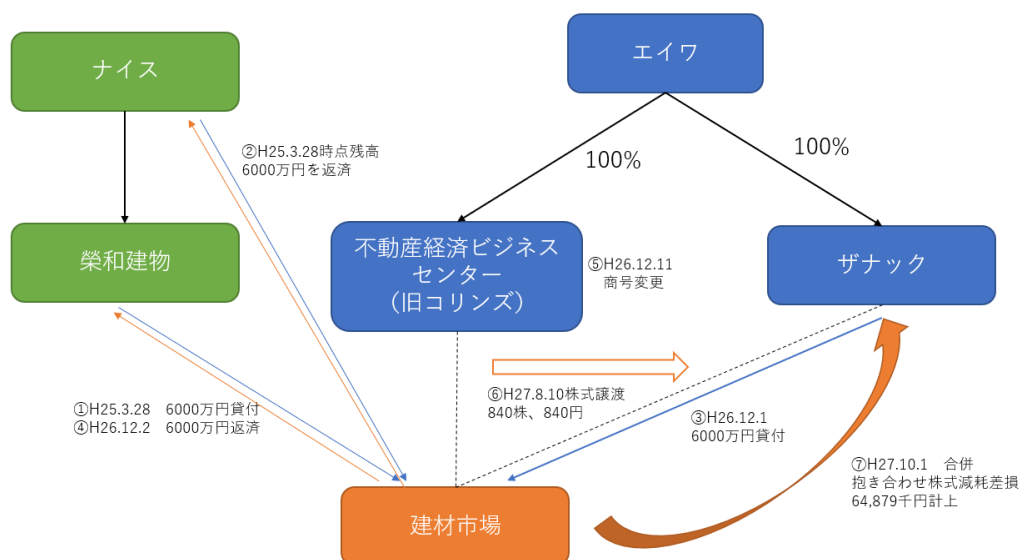 ナイス
エイワ
②H25.3.28時点残高
6000万円を返済
100%
100%
榮和建物
不動産経済ビジネス
センター
（旧コリンズ）
⑤H26.12.11
商号変更
ザナック
①H25.3.28　6000万円貸付
④H26.12.2　6000万円返済
⑥H27.8.10株式譲渡
840株、840円
③H26.12.1
6000万円貸付
⑦H27.10.1　合併
抱き合わせ株式減耗差損
64,879千円計上
建材市場